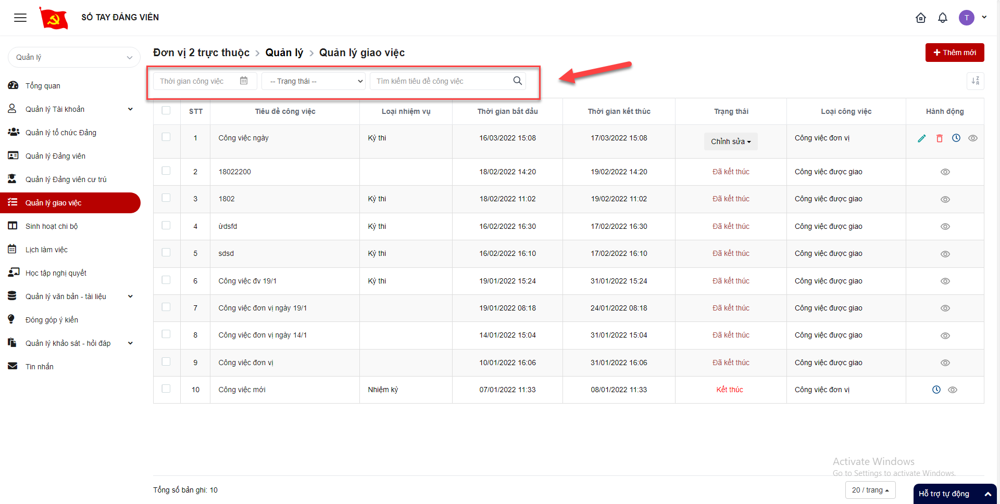 SỔ TAY ĐẢNG VIÊN
T
Quản lý
Đơn vị 2 trực thuộc > Quản lý > Quản lý giao việc
+ Thêm mới
Thời gian công việc
-- Trạng thái --
Tìm kiếm tiêu đề công việc
Tổng quan
Quản lý Tài khoản
Quản lý tổ chức Đảng
Quản lý Đảng viên
Quản lý Đảng viên cư trú
Quản lý giao việc
Sinh hoạt chi bộ
Lịch làm việc
Học tập nghị quyết
Quản lý văn bản - tài liệu
Đóng góp ý kiến
Quản lý khảo sát - hỏi đáp
Tin nhắn
STT Tiêu đề công việc Loại nhiệm vụ Thời gian bắt đầu Thời gian kết thúc Trạng thái Loại công việc Hành động
1 Công việc ngày Kỳ thi 16/03/2022 15:08 17/03/2022 15:08 Chỉnh sửa Công việc đơn vị
2 18022200 18/02/2022 14:20 19/02/2022 14:20 Đã kết thúc Công việc được giao
3 1802 Kỳ thi 18/02/2022 11:02 19/02/2022 11:02 Đã kết thúc Công việc được giao
4 ừdsfd Kỳ thi 16/02/2022 16:30 17/02/2022 16:30 Đã kết thúc Công việc được giao
5 sdsd Kỳ thi 16/02/2022 16:10 17/02/2022 16:10 Đã kết thúc Công việc được giao
6 Công việc đv 19/1 Kỳ thi 19/01/2022 15:24 31/01/2022 15:24 Đã kết thúc Công việc được giao
7 Công việc đơn vị ngày 19/1 19/01/2022 08:18 24/01/2022 08:18 Đã kết thúc Công việc được giao
8 Công việc đơn vị ngày 14/1 14/01/2022 15:04 31/01/2022 15:04 Đã kết thúc Công việc được giao
9 Công việc đơn vị 10/01/2022 16:06 31/01/2022 16:06 Đã kết thúc Công việc được giao
10 Công việc mới Nhiệm kỳ 07/01/2022 11:33 08/01/2022 11:33 Kết thúc Công việc đơn vị
Activate Windows
Go to Settings to activate Windows.
Tổng số bản ghi: 10
20 / trang
Hỗ trợ tự động